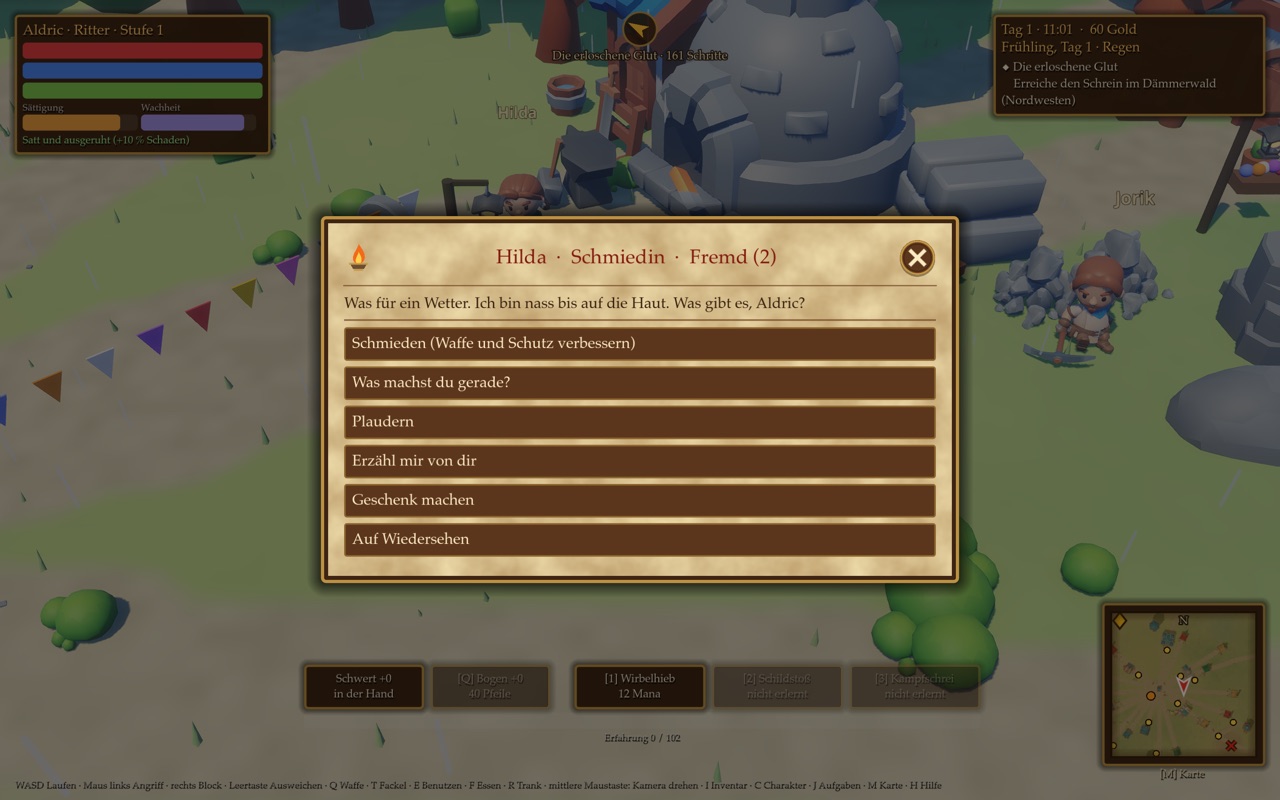 Aldric · Ritter · Stufe 1
Sättigung
Wachheit
Satt und ausgeruht (+10 % Schaden)
Die erloschene Glut · 161 Schritte
Tag 1 · 11:01 · 60 Gold
Frühling, Tag 1 · Regen
◆ Die erloschene Glut
Erreiche den Schrein im Dämmerwald
(Nordwesten)
Hilda
Jorik
Hilda · Schmiedin · Fremd (2)
Was für ein Wetter. Ich bin nass bis auf die Haut. Was gibt es, Aldric?
Schmieden (Waffe und Schutz verbessern)
Was machst du gerade?
Plaudern
Erzähl mir von dir
Geschenk machen
Auf Wiedersehen
Schwert +0
in der Hand
[Q] Bogen +0
40 Pfeile
[1] Wirbelhieb
12 Mana
[2] Schildstoß
nicht erlernt
[3] Kampfschrei
nicht erlernt
Erfahrung 0 / 102
N
[M] Karte
WASD Laufen · Maus links Angriff · rechts Block · Leertaste Ausweichen · Q Waffe · T Fackel · E Benutzen · F Essen · R Trank · mittlere Maustaste: Kamera drehen · I Inventar · C Charakter · J Aufgaben · M Karte · H Hilfe